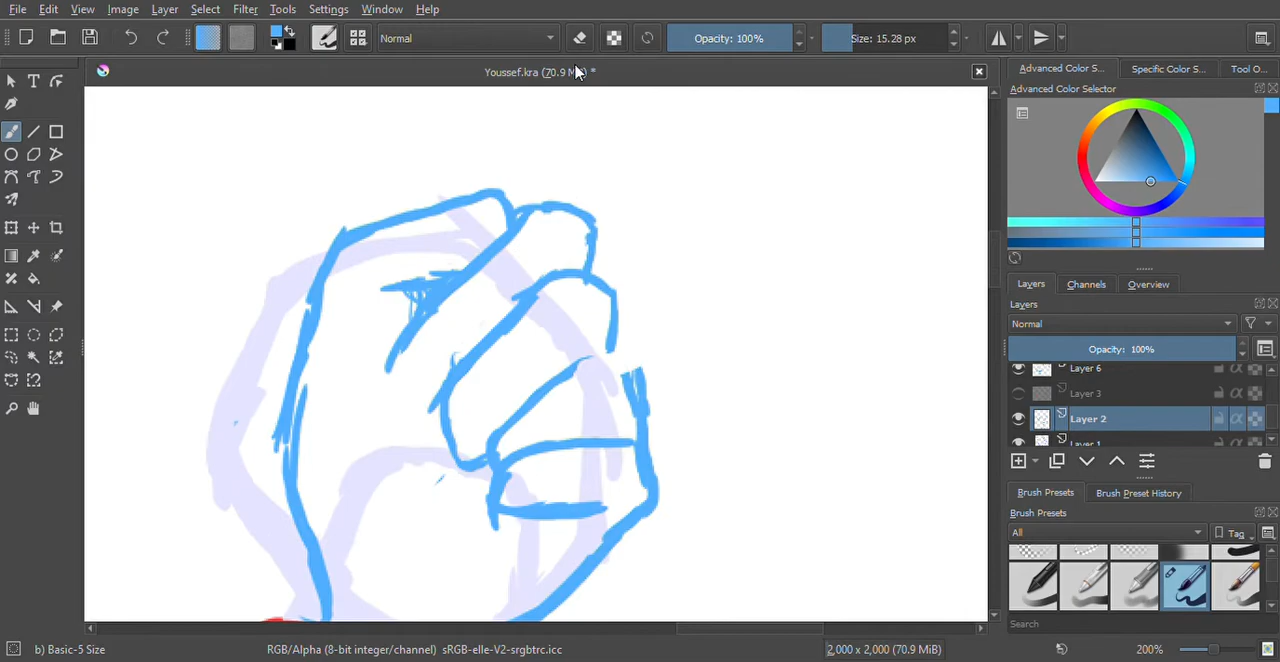 File Edit View Image Layer Select Filter Tools Settings Window Help
Normal Opacity: 100% Size: 15.28 px
Youssef.kra (70.9 *
Advanced Color S... Specific Color S... Tool O...
Advanced Color Selector
Layers Channels Overview
Layers
Normal
Opacity: 100%
Layer 6
Layer 3
Layer 2
Layer 1
Brush Presets Brush Preset History
Brush Presets
All Tag
Search
b) Basic-5 Size RGB/Alpha (8-bit integer/channel) sRGB-elle-V2-srgbtrc.icc 2,000 x 2,000 (70.9 MiB) 200%